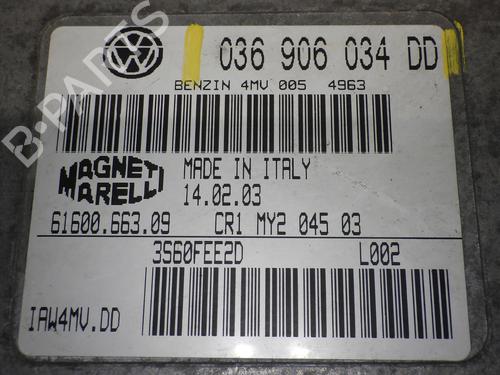 036 906 034 DD
BENZIN 4MV 005 4963
MAGNETI MARELLI
MADE IN ITALY
14.02.03
61600.663.09 CR1 MY2 045 03
3S60FEE2D L002
IAW4MV.DD
B-PARTS